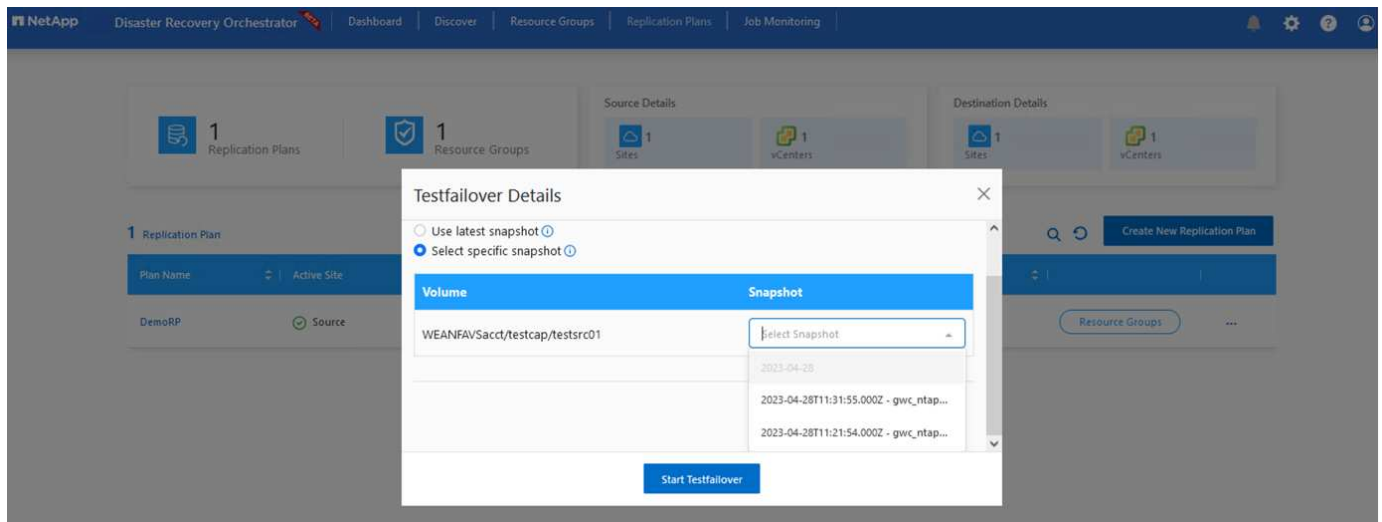 NetApp
Disaster Recovery Orchestrator
Dashboard
Discover
Resource Groups
Replication Plans
Job Monitoring
1
Replication Plans
1
Resource Groups
Source Details
1
Sites
1
vCenters
Destination Details
1
Sites
1
vCenters
1 Replication Plan
Create New Replication Plan
Plan Name
Active Site
DemoRP
Source
Resource Groups
...
Testfailover Details
Use latest snapshot
Select specific snapshot
Volume
Snapshot
WEANFAVSacct/testcap/testsrc01
Select Snapshot
2023-04-28
2023-04-28T11:31:55.000Z - gwc_ntap...
2023-04-28T11:21:54.000Z - gwc_ntap...
Start Testfailover